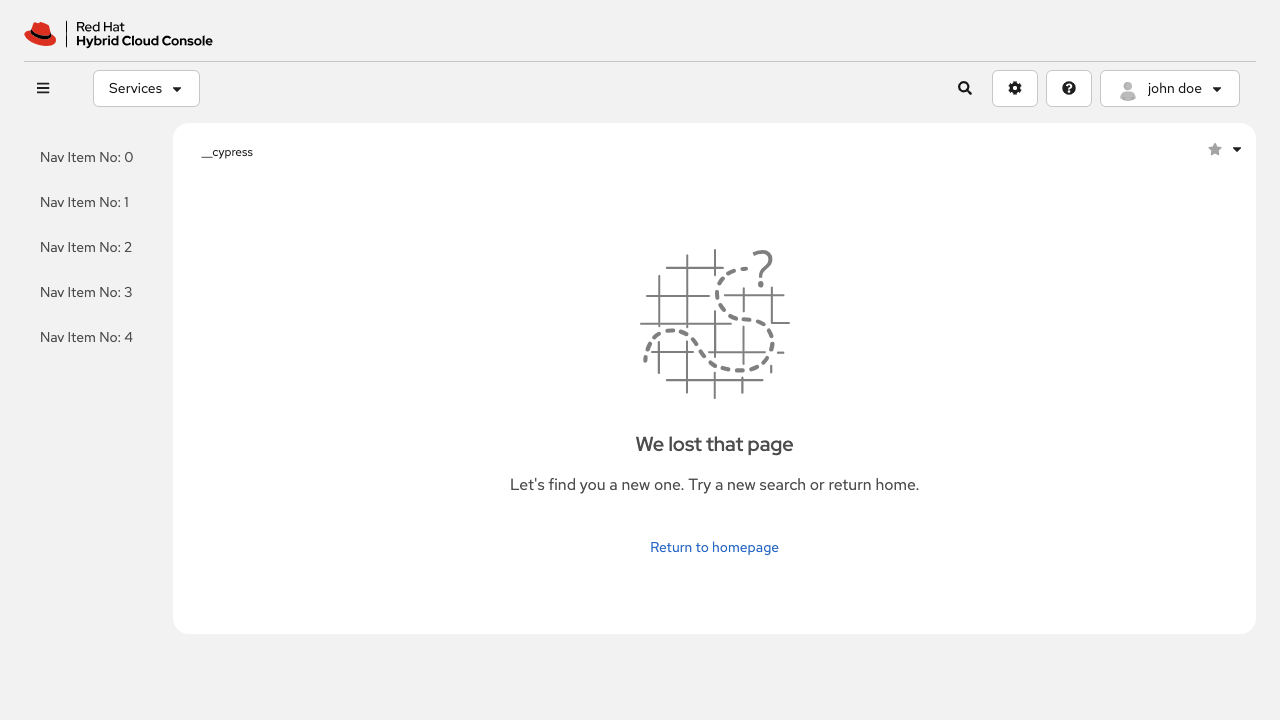 Red Hat
Hybrid Cloud Console
Services
john doe
Nav Item No: 0
Nav Item No: 1
Nav Item No: 2
Nav Item No: 3
Nav Item No: 4
__cypress
?
We lost that page
Let's find you a new one. Try a new search or return home.
Return to homepage